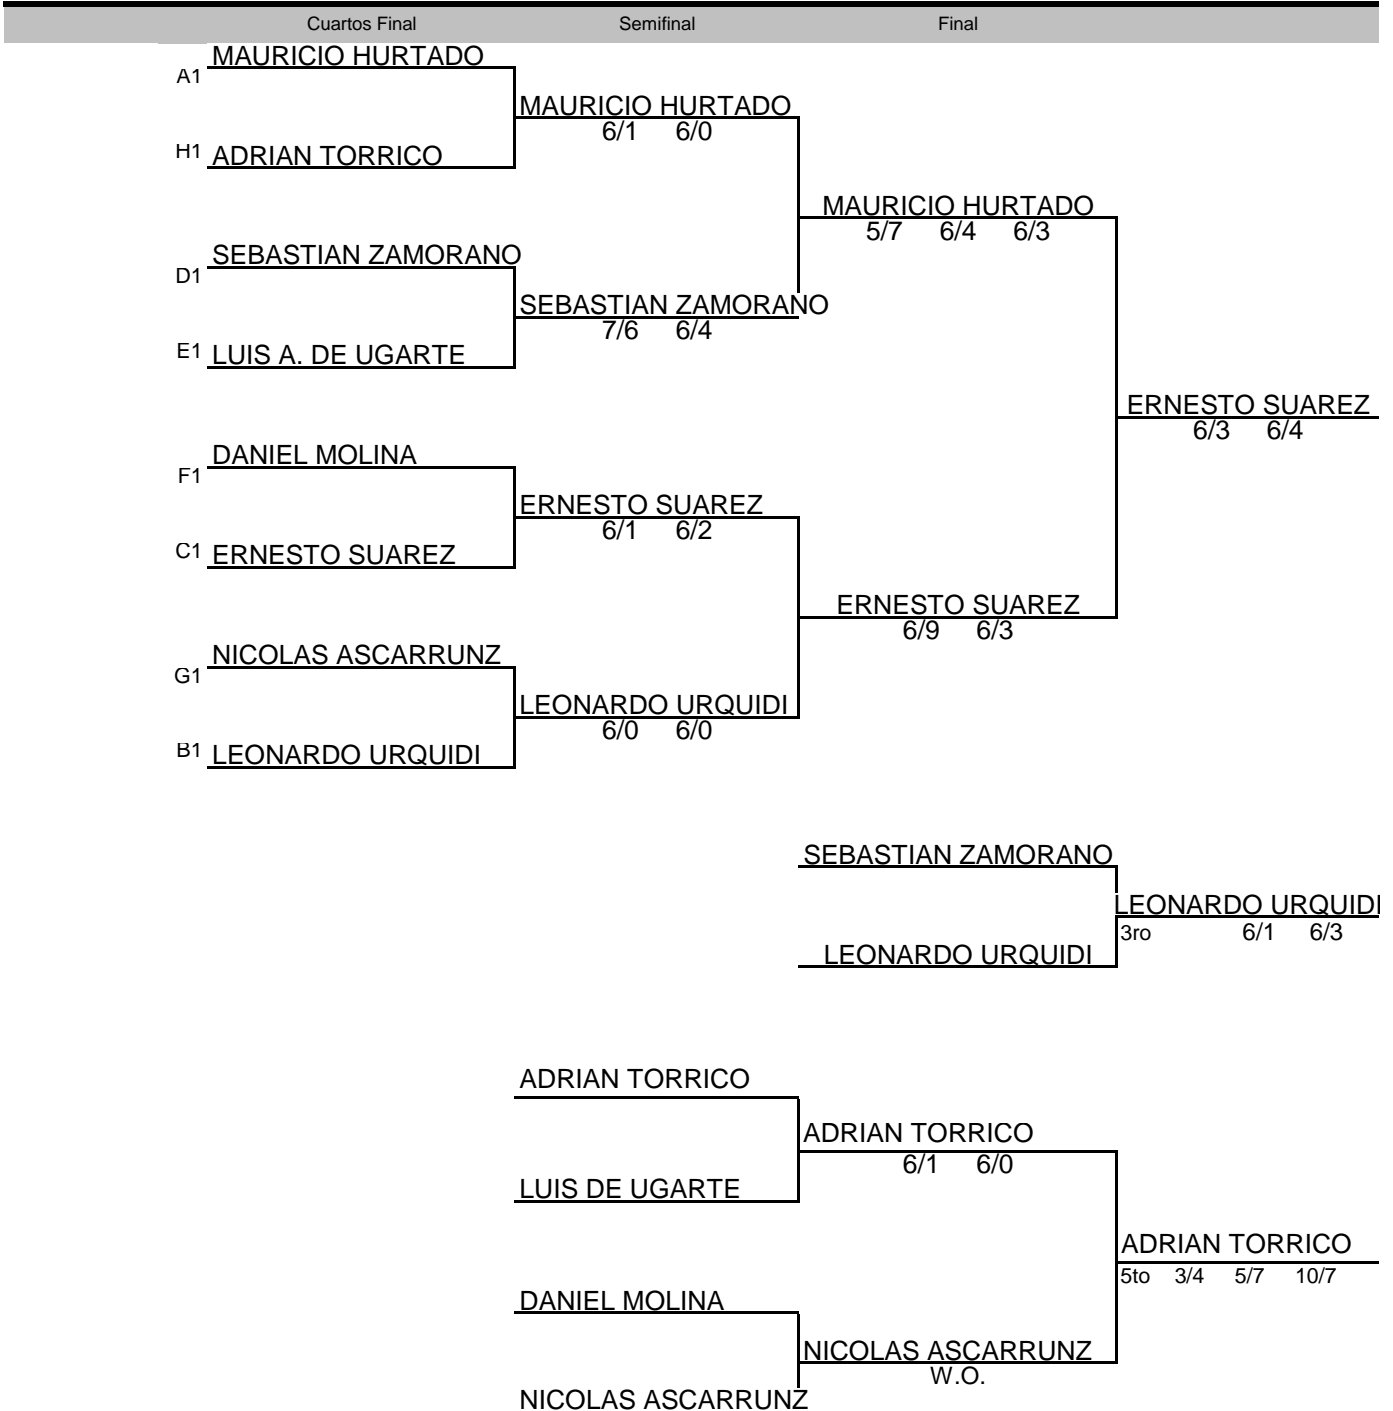 Cuartos Final Semifinal Final
MAURICIO HURTADO
A1
MAURICIO HURTADO
6/1 6/0
H1 ADRIAN TORRICO
MAURICIO HURTADO
5/7 6/4 6/3
SEBASTIAN ZAMORANO
D1
SEBASTIAN ZAMORANO
7/6 6/4
E1 LUIS A. DE UGARTE
ERNESTO SUAREZ
6/3 6/4
DANIEL MOLINA
F1
ERNESTO SUAREZ
6/1 6/2
C1 ERNESTO SUAREZ
ERNESTO SUAREZ
6/9 6/3
NICOLAS ASCARRUNZ
G1
LEONARDO URQUIDI
6/0 6/0
B1 LEONARDO URQUIDI
SEBASTIAN ZAMORANO
LEONARDO URQUIDI
3ro 6/1 6/3
LEONARDO URQUIDI
ADRIAN TORRICO
ADRIAN TORRICO
6/1 6/0
LUIS DE UGARTE
ADRIAN TORRICO
5to 3/4 5/7 10/7
DANIEL MOLINA
NICOLAS ASCARRUNZ
W.O.
NICOLAS ASCARRUNZ